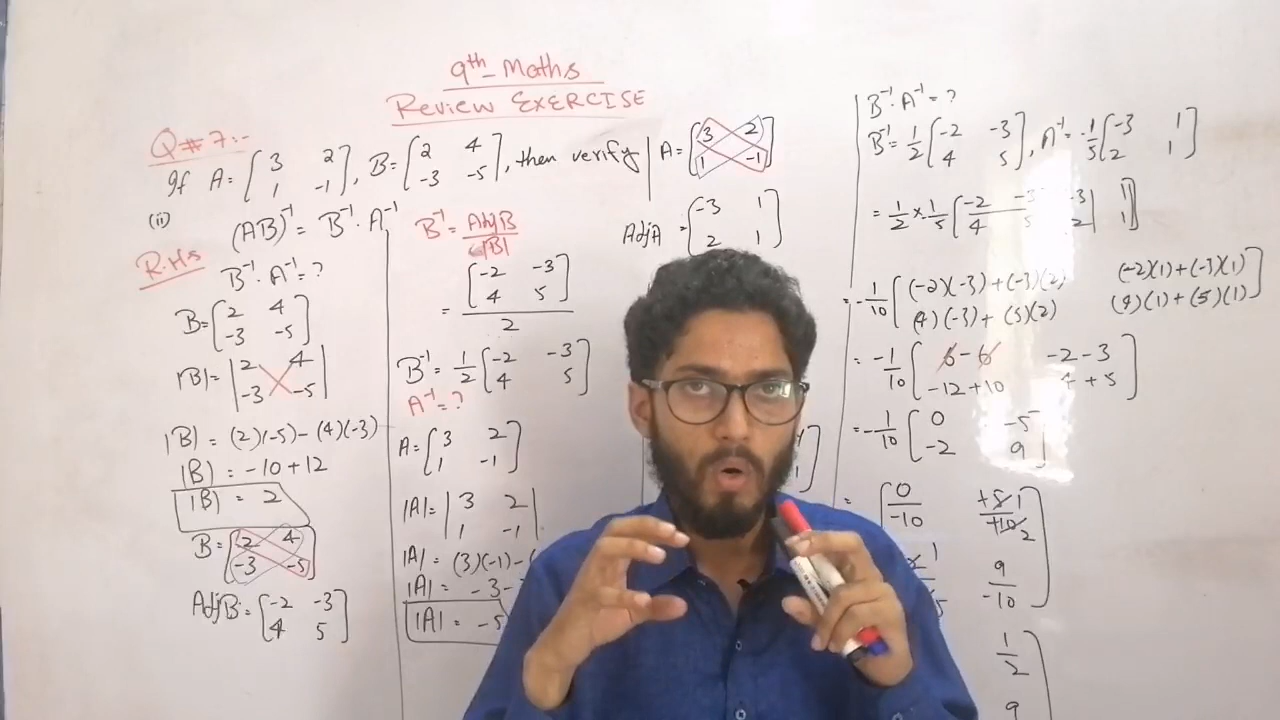 9th Maths
Review EXERCISE
Q#7:-
If A = [3 2; 1 -1], B = [2 4; -3 -5], then verify
(ii) (AB)⁻¹ = B⁻¹ · A⁻¹
R.Hs
B⁻¹ · A⁻¹ = ?
B = [2 4; -3 -5]
|B| = |2 4; -3 -5|
|B| = (2)(-5) - (4)(-3)
|B| = -10 + 12
|B| = 2
B = [2 4; -3 -5]
AdjB = [-2 -3; 4 5]
B⁻¹ = AdjB / |B|
= [-2 -3; 4 5] / 2
B⁻¹ = 1/2 [-2 -3; 4 5]
A⁻¹ = ?
A = [3 2; 1 -1]
|A| = |3 2; 1 -1|
|A| = (3)(-1) - (
|A| = -3 -
|A| = -5
A = [3 2; 1 -1]
AdjA = [-3 1; 2 1]
B⁻¹ · A⁻¹ = ?
B⁻¹ = 1/2 [-2 -3; 4 5], A⁻¹ = -1/5 [-3 1; 2 1]
= 1/2 × 1/5 [-2 -3; 4 5 -3 1; 2 1]
= -1/10 [(-2)(-3) + (-3)(2) (-2)(1) + (-3)(1); (4)(-3) + (5)(2) (4)(1) + (5)(1)]
= -1/10 [6 - 6 -2 - 3; -12 + 10 4 + 5]
= -1/10 [0 -5; -2 9]
= [0/-10 +5 1/+10 2; 1 9/-10]
1/2
9